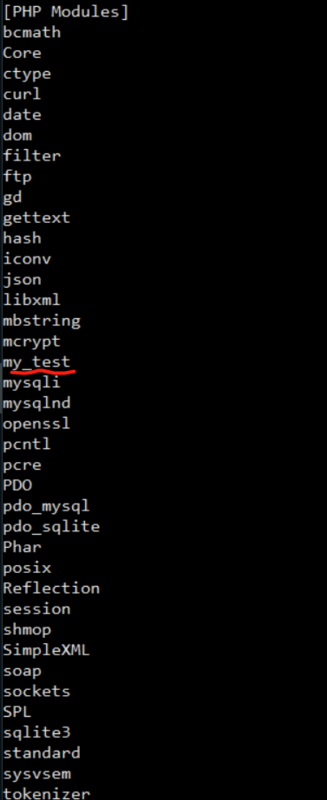 [PHP Modules]
bcmath
Core
ctype
curl
date
dom
filter
ftp
gd
gettext
hash
iconv
json
libxml
mbstring
mcrypt
my_test
mysqli
mysqlnd
openssl
pcntl
pcre
PDO
pdo_mysql
pdo_sqlite
Phar
posix
Reflection
session
shmop
SimpleXML
soap
sockets
SPL
sqlite3
standard
sysvsem
tokenizer